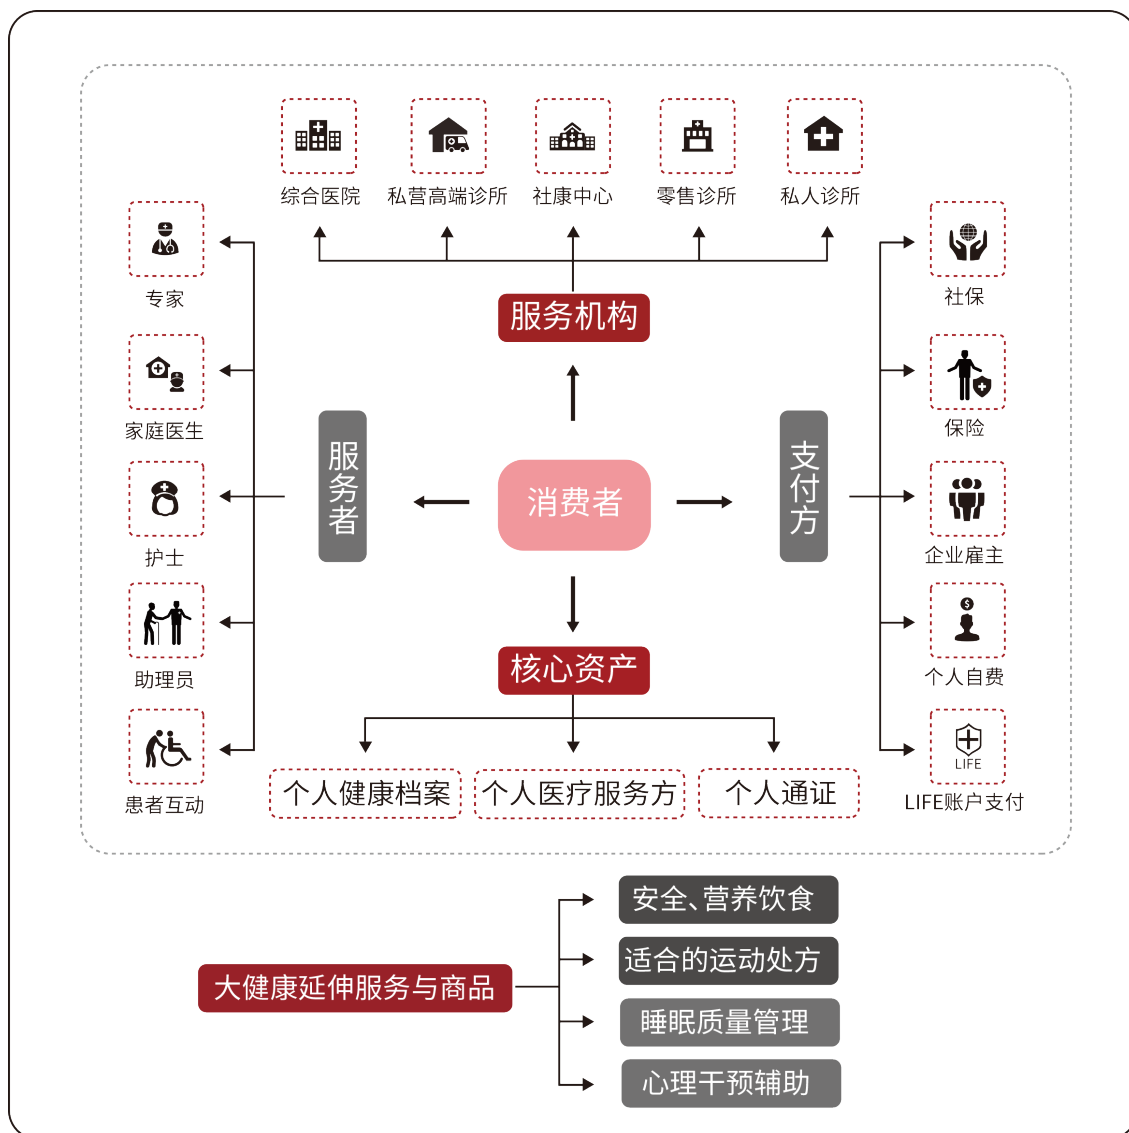 综合医院
私营高端诊所
社康中心
零售诊所
私人诊所
服务机构
专家
家庭医生
护士
助理员
患者互动
服务者
消费者
支付方
社保
保险
企业雇主
个人自费
LIFE
LIFE账户支付
核心资产
个人健康档案
个人医疗服务方
个人通证
大健康延伸服务与商品
安全、营养饮食
适合的运动处方
睡眠质量管理
心理干预辅助